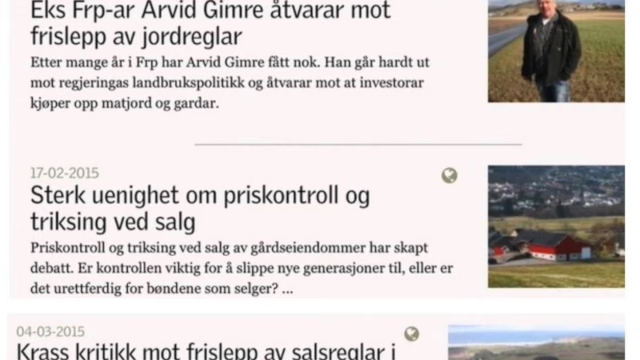 Eks Frp-ar Arvid Gimre åtvarar mot
frislepp av jordreglar
Etter mange år i Frp har Arvid Gimre fått nok. Han går hardt ut
mot regjeringas landbrukspolitikk og åtvarar mot at investorar
kjøper opp matjord og gardar.
17-02-2015
Sterk uenighet om priskontroll og
triksing ved salg
Priskontroll og triksing ved salg av gårdseiendommer har skapt
debatt. Er kontrollen viktig for å slippe nye generasjoner til, eller er
det urettferdig for bøndene som selger? ...
04-03-2015
Krass kritikk mot frislepp av salsreglar i